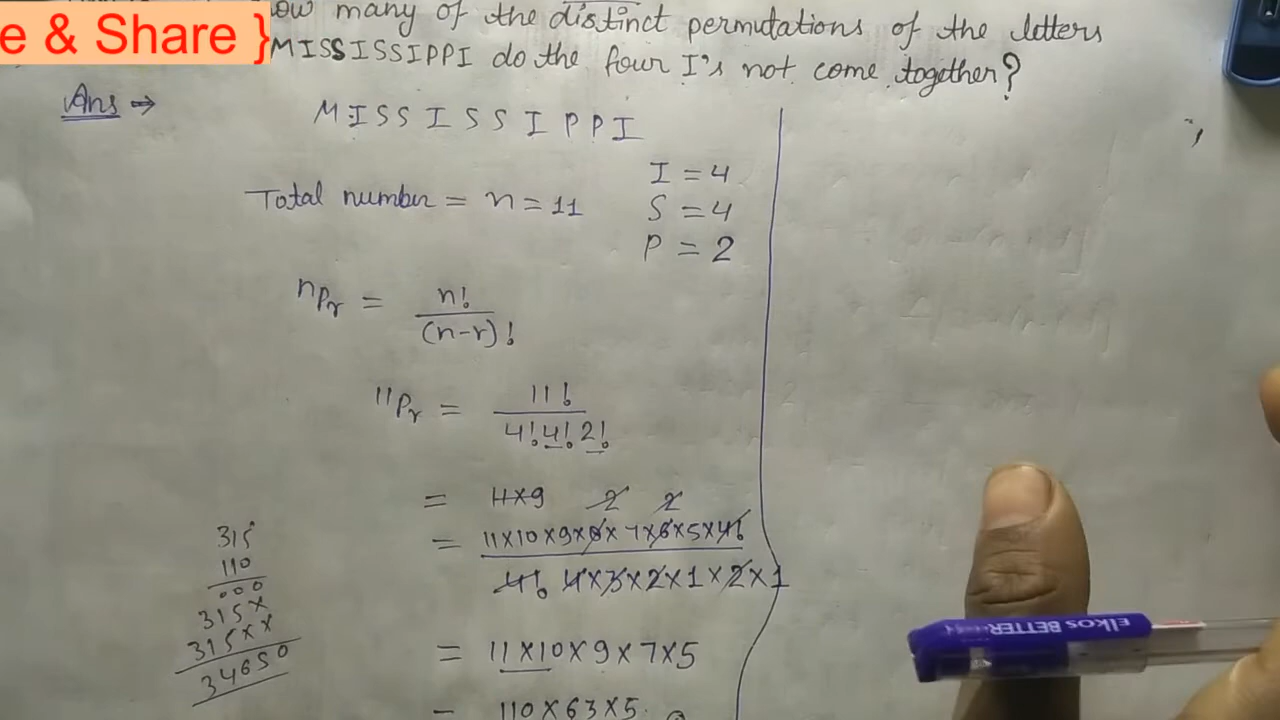 ow many of the distinct permutations of the letters
e & Share }
MISSISSIPPI do the four I's not come together?
Ans ⇒
MISSISSIPPI
Total number = n = 11
I = 4
S = 4
P = 2
nPr = n! / (n-r)!
11Pr = 11! / 4!4!2!
= 11×9 2 2
= 11×10×9×8×7×6×5×4! / 4! 4×3×2×1×2×1
= 11×10×9×7×5
= 110×63×5
315
110
000
315×
315××
34650
elkos BETTER